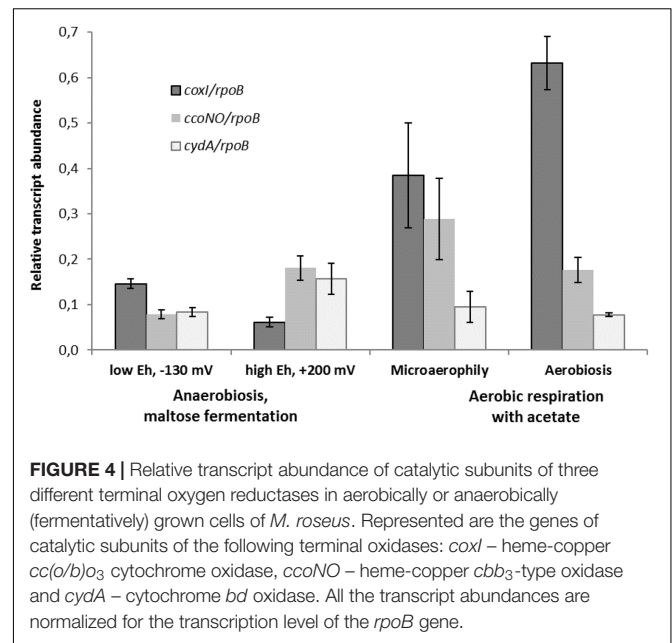 0,7
0,6
0,5
0,4
0,3
0,2
0,1
0,0
Relative transcript abundance
coxI/rpoB
ccoNO/rpoB
cydA/rpoB
low Eh, -130 mV
high Eh, +200 mV
Microaerophily
Aerobiosis
Anaerobiosis,
maltose fermentation
Aerobic respiration
with acetate
FIGURE 4 | Relative transcript abundance of catalytic subunits of three
different terminal oxygen reductases in aerobically or anaerobically
(fermentatively) grown cells of M. roseus. Represented are the genes of
catalytic subunits of the following terminal oxidases: coxI – heme-copper
cc(o/b)o₃ cytochrome oxidase, ccoNO – heme-copper cbb₃-type oxidase
and cydA – cytochrome bd oxidase. All the transcript abundances are
normalized for the transcription level of the rpoB gene.